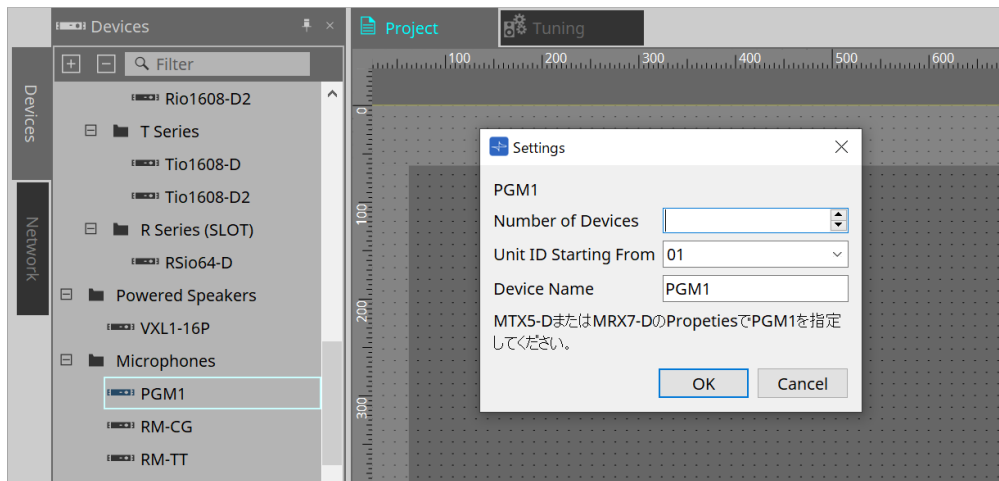 Devices
Filter
Devices
Network
Rio1608-D2
T Series
Tio1608-D
Tio1608-D2
R Series (SLOT)
RSio64-D
Powered Speakers
VXL1-16P
Microphones
PGM1
RM-CG
RM-TT
Project
Tuning
100 200 300 400 500 600
0
100
200
300
Settings
PGM1
Number of Devices
Unit ID Starting From 01
Device Name PGM1
MTX5-DまたはMRX7-DのPropetiesでPGM1を指定
してください。
OK Cancel